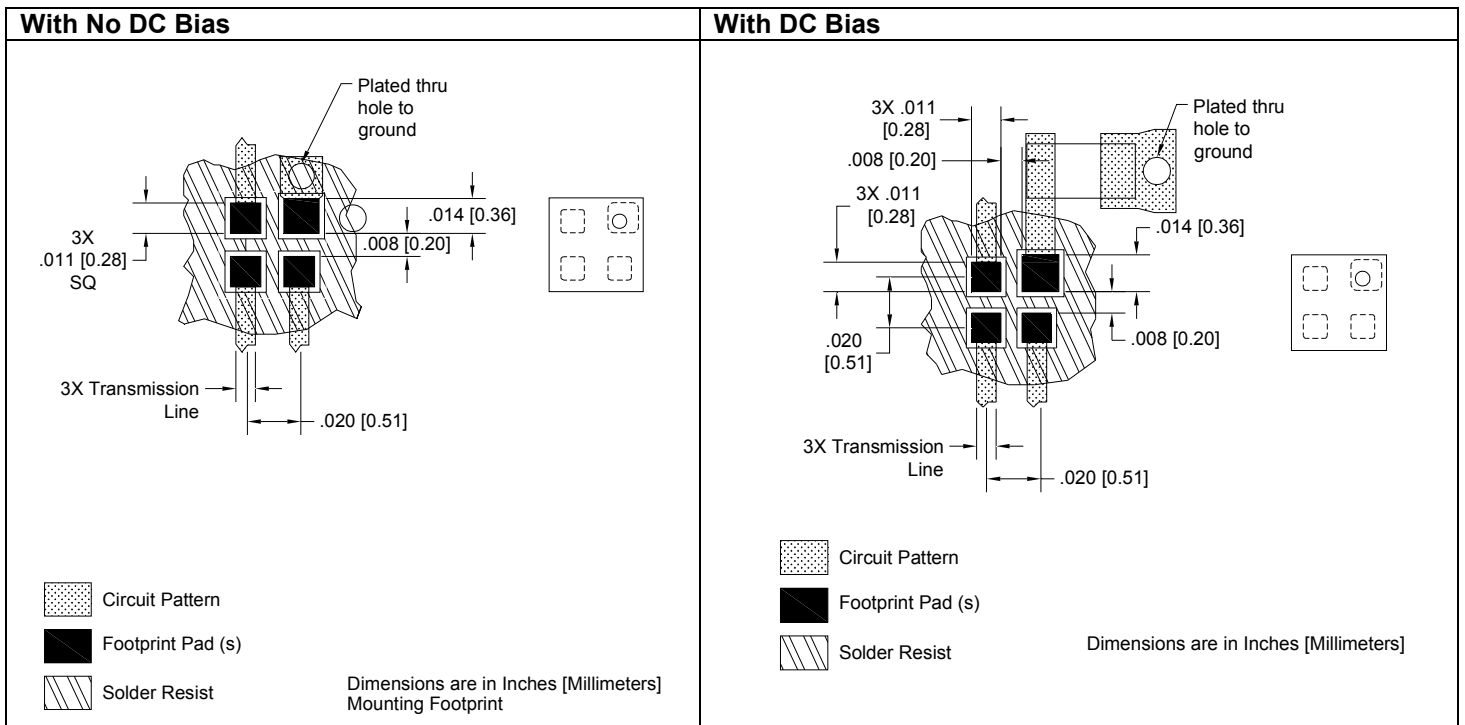 With No DC Bias
Plated thru
hole to
ground
.014 [0.36]
.008 [0.20]
3X
.011 [0.28]
SQ
3X Transmission
Line
.020 [0.51]
Circuit Pattern
Footprint Pad (s)
Solder Resist
Dimensions are in Inches [Millimeters]
Mounting Footprint
With DC Bias
3X .011
[0.28]
Plated thru
hole to
ground
.008 [0.20]
3X .011
[0.28]
.014 [0.36]
.020
[0.51]
.008 [0.20]
3X Transmission
Line
.020 [0.51]
Circuit Pattern
Footprint Pad (s)
Solder Resist
Dimensions are in Inches [Millimeters]